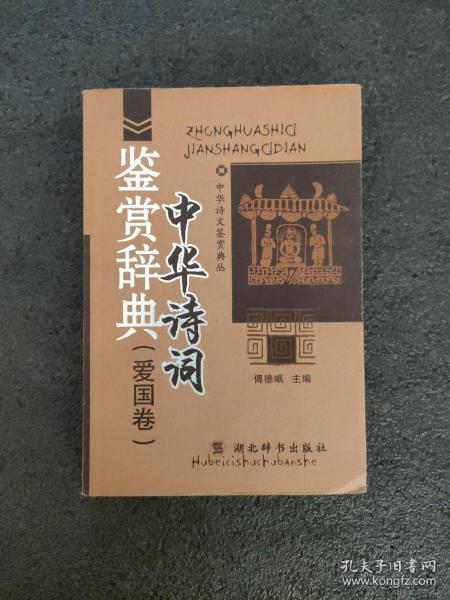 ZHONGHUASHICI
JIANSHANGCIDIAN
中华诗文鉴赏典丛
中华诗词
鉴赏辞典
(爱国卷)
傅德岷 主编
湖北辞书出版社
Hubeicishuchubanshe
孔夫子旧书网
www.kongfz.com